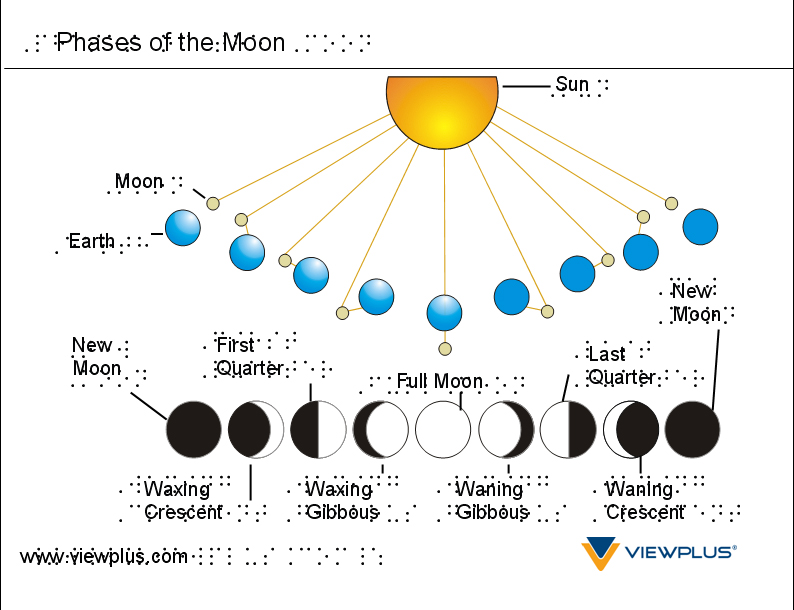 Phases of the Moon
Sun
Moon
Earth
New
Moon
New
Moon
First
Quarter
Full Moon
Last
Quarter
Waxing
Crescent
Waxing
Gibbous
Waning
Gibbous
Waning
Crescent
www.viewplus.com
VIEWPLUS®